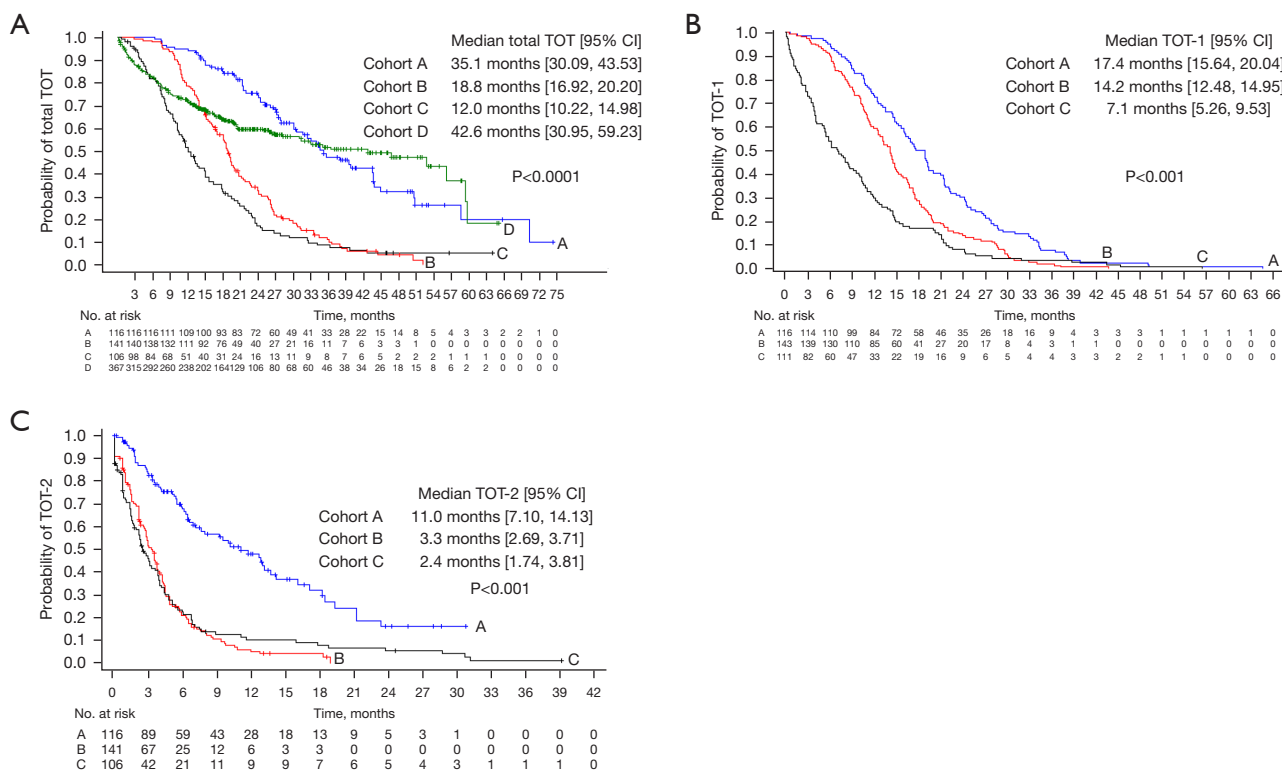 A
Probability of total TOT
1.0
0.9
0.8
0.7
0.6
0.5
0.4
0.3
0.2
0.1
0.0
Median total TOT [95% CI]
Cohort A 35.1 months [30.09, 43.53]
Cohort B 18.8 months [16.92, 20.20]
Cohort C 12.0 months [10.22, 14.98]
Cohort D 42.6 months [30.95, 59.23]
P<0.0001
D
A
C
B
3 6 9 12 15 18 21 24 27 30 33 36 39 42 45 48 51 54 57 60 63 66 69 72 75
No. at risk Time, months
A 116 116 116 111 109 100 93 83 72 60 49 41 33 28 22 15 14 8 5 4 3 3 2 2 1 0
B 141 140 138 132 111 92 76 49 40 27 21 16 11 7 6 3 3 1 0 0 0 0 0 0 0 0
C 106 98 84 68 51 40 31 24 16 13 11 9 8 7 6 5 2 2 2 1 1 1 0 0 0 0
D 367 315 292 260 238 202 164 129 106 80 68 60 46 38 34 26 18 15 8 6 2 2 0 0 0 0
B
Probability of TOT-1
1.0
0.9
0.8
0.7
0.6
0.5
0.4
0.3
0.2
0.1
0.0
Median TOT-1 [95% CI]
Cohort A 17.4 months [15.64, 20.04]
Cohort B 14.2 months [12.48, 14.95]
Cohort C 7.1 months [5.26, 9.53]
P<0.001
B C A
0 3 6 9 12 15 18 21 24 27 30 33 36 39 42 45 48 51 54 57 60 63 66
No. at risk Time, months
A 116 114 110 99 84 72 58 46 35 26 18 16 9 4 3 3 3 1 1 1 1 1 0
B 143 139 130 110 85 60 41 27 20 17 15 8 4 3 1 1 0 0 0 0 0 0 0
C 111 82 60 47 33 22 19 16 9 6 5 4 4 3 3 2 2 1 1 0 0 0 0
C
Probability of TOT-2
1.0
0.9
0.8
0.7
0.6
0.5
0.4
0.3
0.2
0.1
0.0
Median TOT-2 [95% CI]
Cohort A 11.0 months [7.10, 14.13]
Cohort B 3.3 months [2.69, 3.71]
Cohort C 2.4 months [1.74, 3.81]
P<0.001
A
B
C
0 3 6 9 12 15 18 21 24 27 30 33 36 39 42
No. at risk Time, months
A 116 89 59 43 28 18 13 9 5 3 1 0 0 0 0
B 141 67 25 12 6 3 3 0 0 0 0 0 0 0 0
C 106 42 21 11 9 9 7 6 5 4 3 1 1 1 0